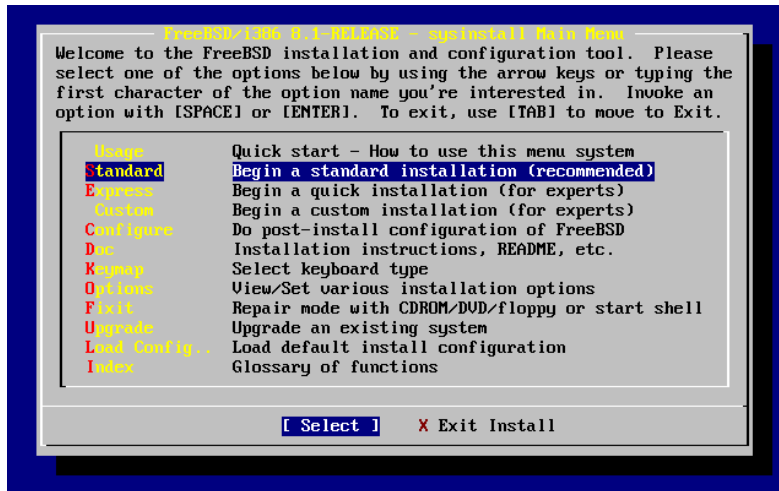 FreeBSD/i386 8.1-RELEASE - sysinstall Main Menu
Welcome to the FreeBSD installation and configuration tool.  Please
select one of the options below by using the arrow keys or typing the
first character of the option name you're interested in.  Invoke an
option with [SPACE] or [ENTER].  To exit, use [TAB] to move to Exit.
Usage Quick start - How to use this menu system
Standard Begin a standard installation (recommended)
Express Begin a quick installation (for experts)
Custom Begin a custom installation (for experts)
Configure Do post-install configuration of FreeBSD
Doc Installation instructions, README, etc.
Keymap Select keyboard type
Options View/Set various installation options
Fixit Repair mode with CDROM/DVD/floppy or start shell
Upgrade Upgrade an existing system
Load Config.. Load default install configuration
Index Glossary of functions
[ Select ] X Exit Install